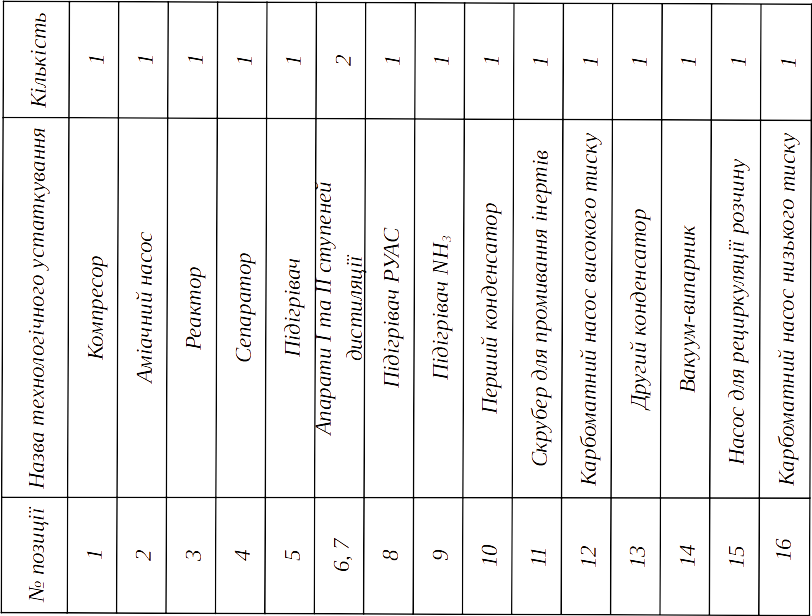 № позиції Назва технологічного устаткування Кількість
1 Компресор 1
2 Аміачний насос 1
3 Реактор 1
4 Сепаратор 1
5 Підігрівач 1
6, 7 Апарати I та II ступеней 2
дистиляції
8 Підігрівач РУАС 1
9 Підігрівач NH₃ 1
10 Перший конденсатор 1
11 Скрубер для промивання інертів 1
12 Карбоматний насос високого тиску 1
13 Другий конденсатор 1
14 Вакуум-випарник 1
15 Насос для рециркуляції розчину 1
16 Карбоматний насос низького тиску 1